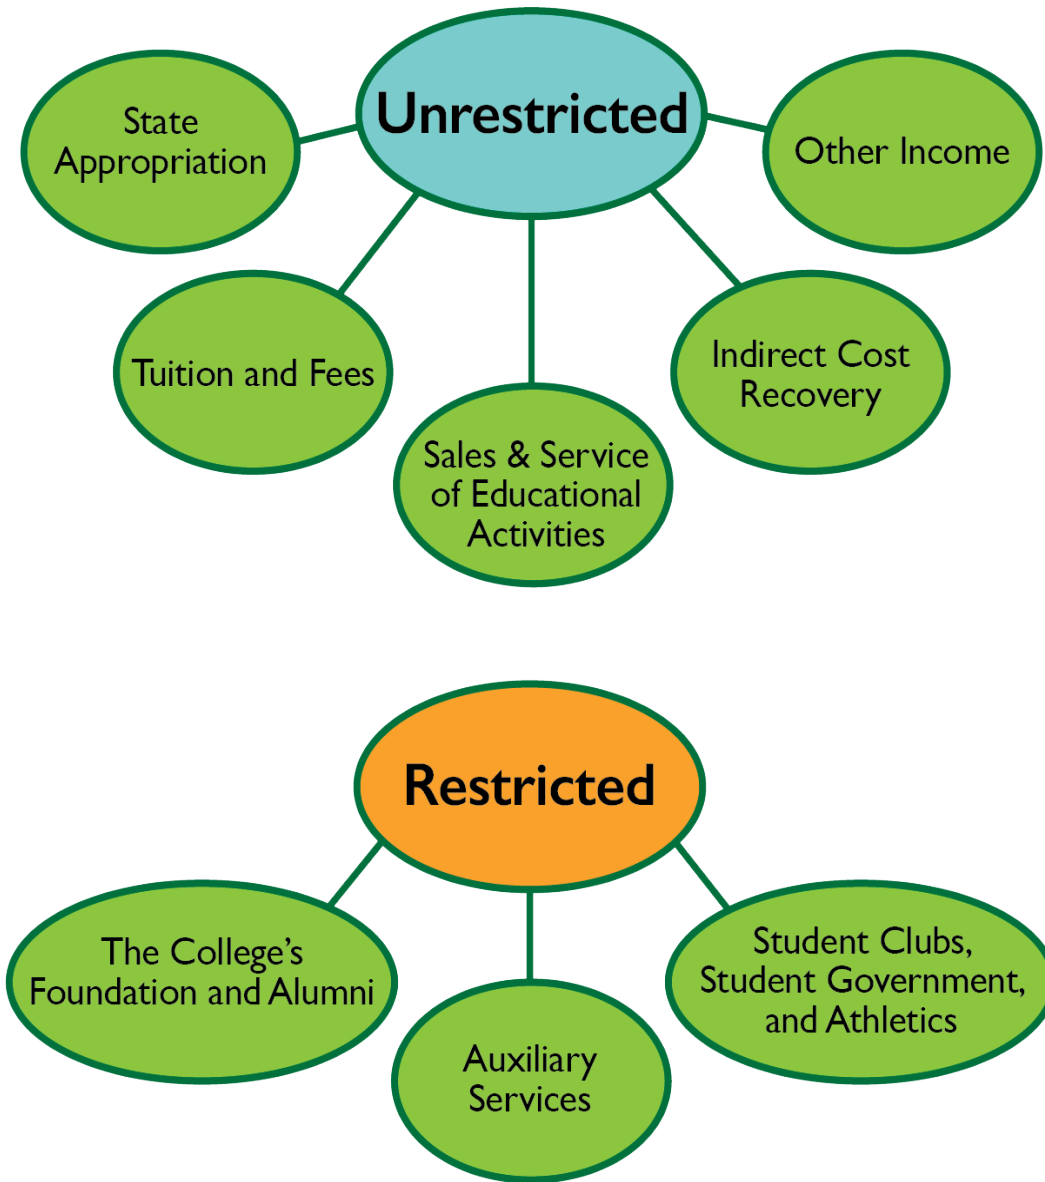 Unrestricted
State
Appropriation
Other Income
Tuition and Fees
Indirect Cost
Recovery
Sales & Service
of Educational
Activities
Restricted
The College’s
Foundation and Alumni
Student Clubs,
Student Government,
and Athletics
Auxiliary
Services